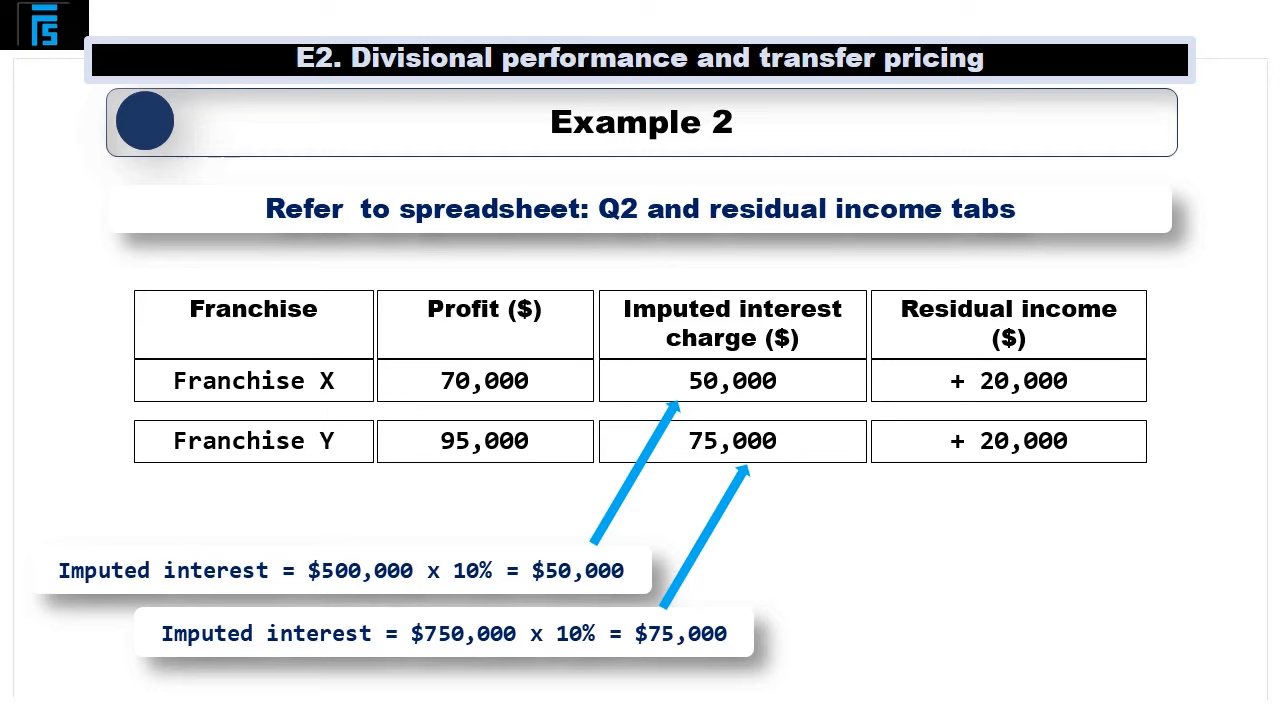 E2. Divisional performance and transfer pricing
Example 2
Refer to spreadsheet: Q2 and residual income tabs
Franchise Profit ($) Imputed interest charge ($) Residual income ($)
Franchise X 70,000 50,000 + 20,000
Franchise Y 95,000 75,000 + 20,000
Imputed interest = $500,000 x 10% = $50,000
Imputed interest = $750,000 x 10% = $75,000